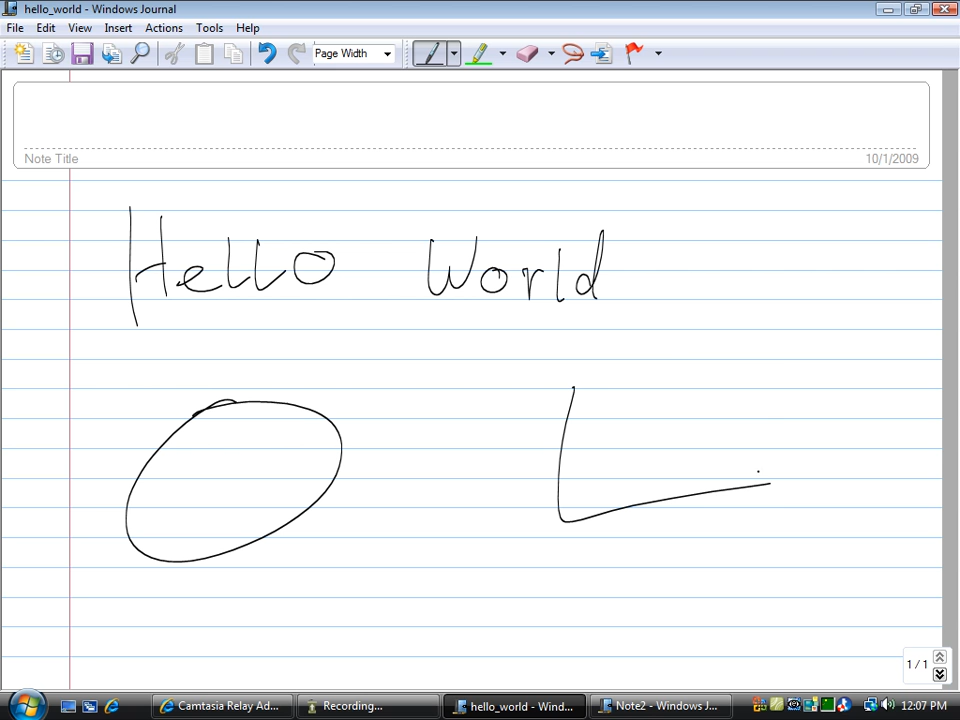 hello_world - Windows Journal
File Edit View Insert Actions Tools Help
Page Width
Note Title 10/1/2009
Hello World
1 / 1
Camtasia Relay Ad... Recording... hello_world - Wind... Note2 - Windows J... 12:07 PM